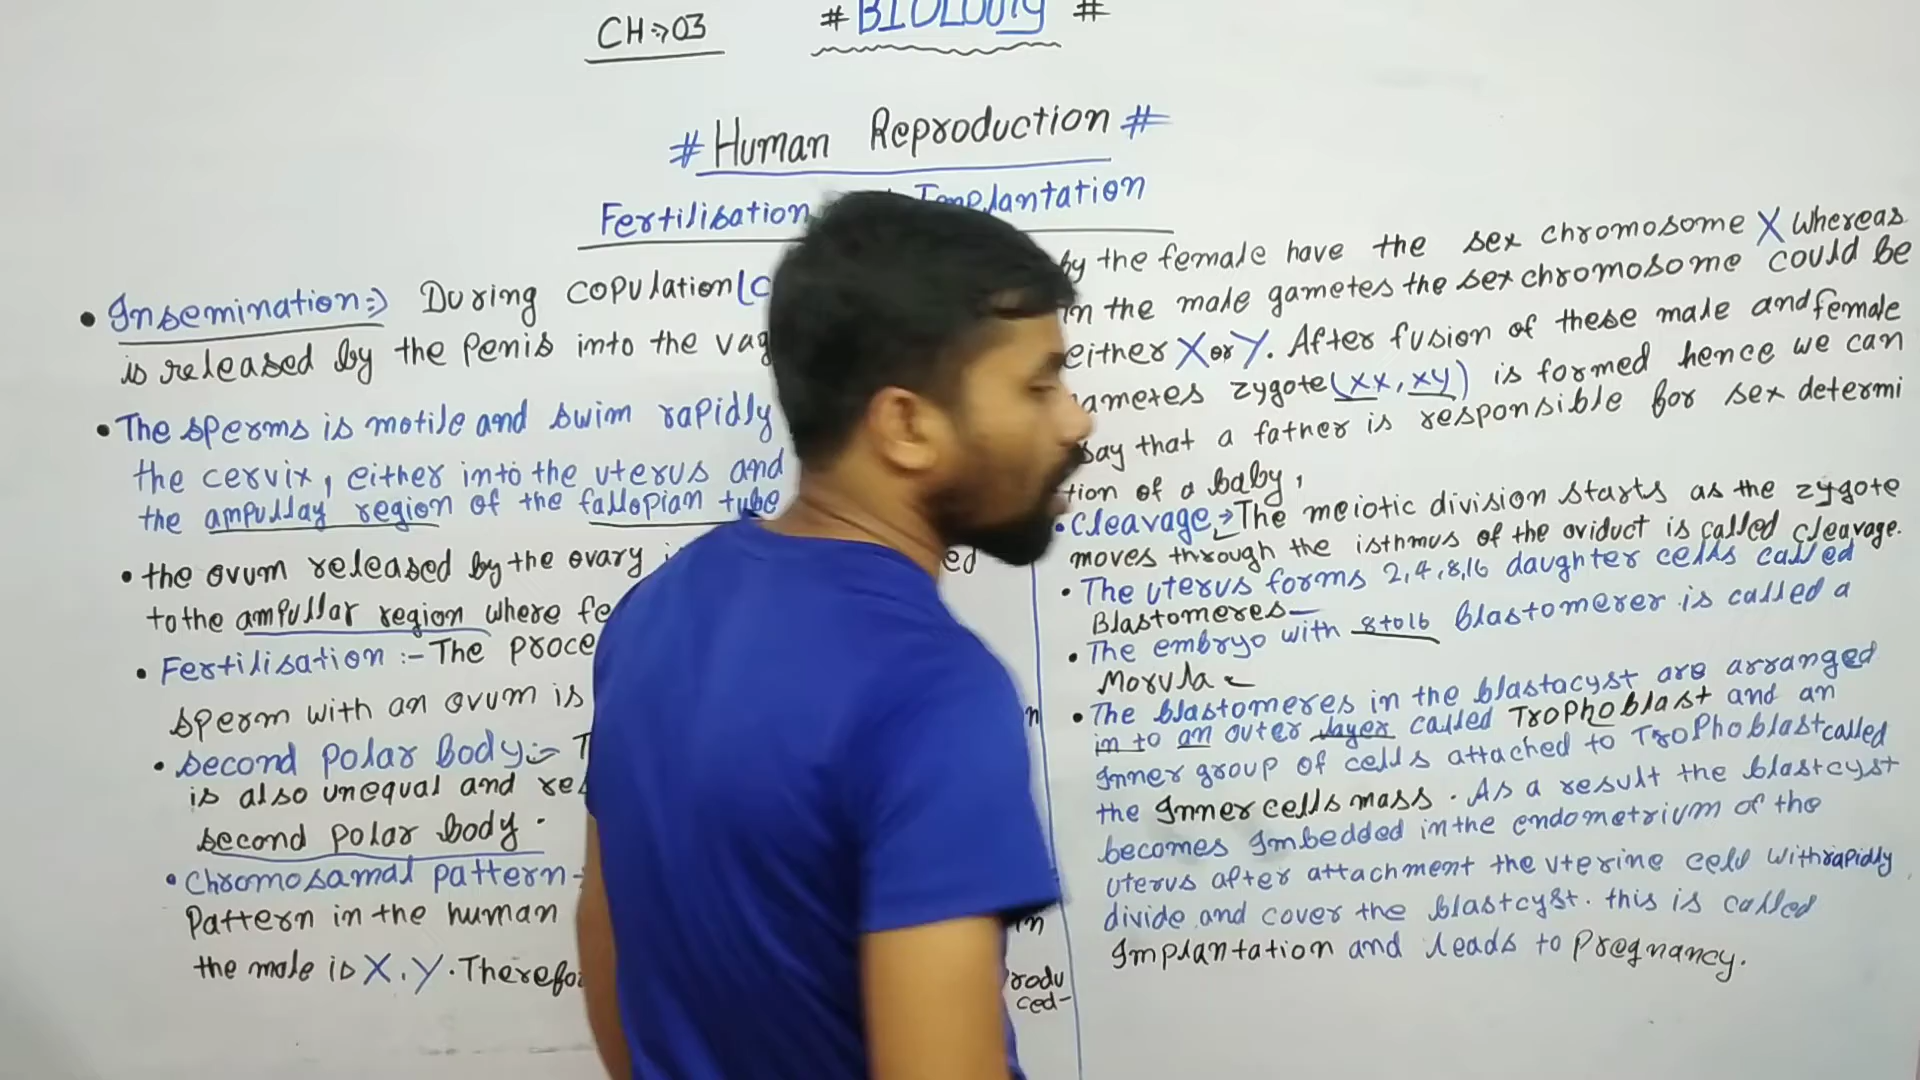 CH->03
# BIOLOGY #
# Human Reproduction #
Fertilisation Implantation
• Insemination:-) During copulation (c
is released by the Penis into the vag
• The sperms is motile and swim rapidly
the cervix, either into the uterus and
the ampullay region of the fallopian tube
• the ovum released by the ovary
to the ampullar region where fe
• Fertilisation :- The proce
sperm with an ovum is
• second polar body:- T
is also unequal and res
second polar body.
• Chromosamal pattern-
Pattern in the human
the male is X, Y. Therefo
ed
n
in
rodu
ced-
by the female have the sex chromosome X whereas
in the male gametes the sex chromosome could be
either X or Y. After fusion of these male and female
gametes zygote (xx, xy) is formed hence we can
say that a father is responsible for sex determi
tion of a baby,
• Cleavage -> The meiotic division starts as the zygote
moves through the isthmus of the oviduct is called cleavage.
• The uterus forms 2,4,8,16 daughter cells called
Blastomeres-
• The embryo with 8to16 blastomerer is called a
Morula
• The blastomeres in the blastacyst are arranged
in to an outer layer called Trophoblast and an
Inner group of cells attached to Trophoblast called
the Inner cells mass. As a result the blastcyst
becomes Imbedded in the endometrium of the
uterus after attachment the uterine cell with rapidly
divide and cover the blastcyst. this is called
Implantation and leads to Pregnancy.